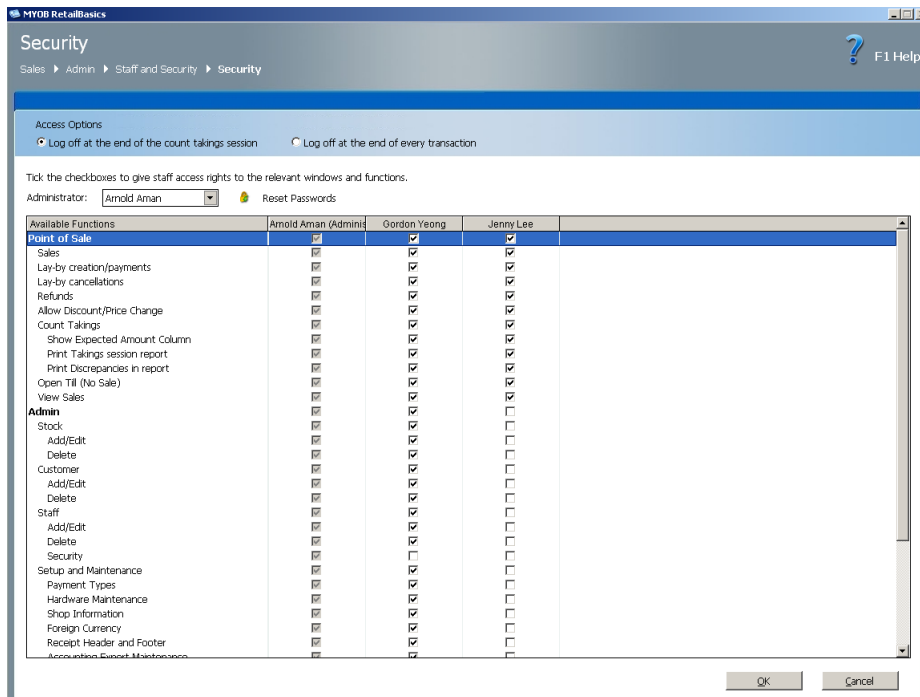 MYOB RetailBasics
Security
F1 Help
Sales Admin Staff and Security Security
Access Options
Log off at the end of the count takings session Log off at the end of every transaction
Tick the checkboxes to give staff access rights to the relevant windows and functions.
Administrator: Arnold Aman Reset Passwords
Available Functions Arnold Aman (Adminis Gordon Yeong Jenny Lee
Point of Sale
Sales
Lay-by creation/payments
Lay-by cancellations
Refunds
Allow Discount/Price Change
Count Takings
Show Expected Amount Column
Print Takings session report
Print Discrepancies in report
Open Till (No Sale)
View Sales
Admin
Stock
Add/Edit
Delete
Customer
Add/Edit
Delete
Staff
Add/Edit
Delete
Security
Setup and Maintenance
Payment Types
Hardware Maintenance
Shop Information
Foreign Currency
Receipt Header and Footer
Accounting Export Maintenance
OK Cancel